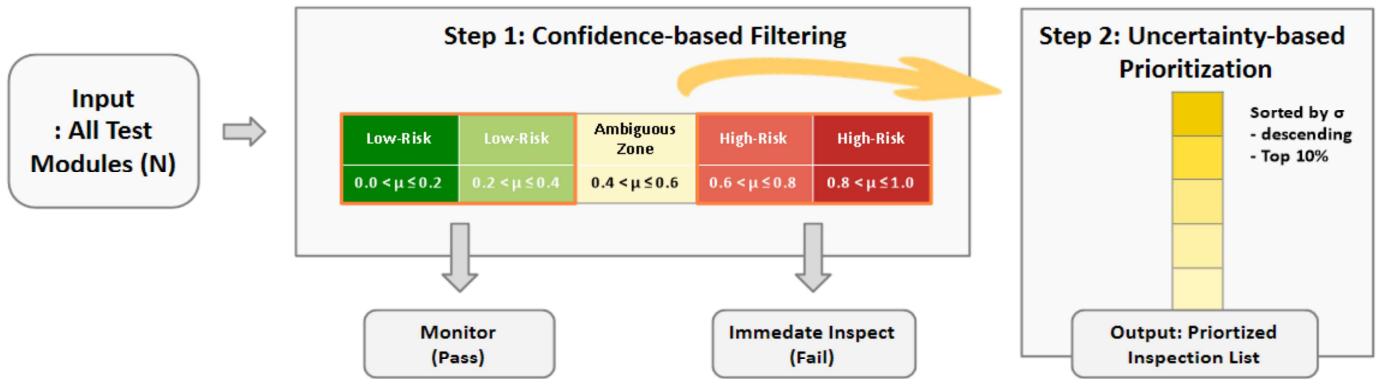 Input
: All Test
Modules (N)
Step 1: Confidence-based Filtering
Low-Risk
Low-Risk
Ambiguous
Zone
High-Risk
High-Risk
0.0 < μ ≤ 0.2
0.2 < μ ≤ 0.4
0.4 < μ ≤ 0.6
0.6 < μ ≤ 0.8
0.8 < μ ≤ 1.0
Monitor
(Pass)
Immedate Inspect
(Fail)
Step 2: Uncertainty-based
Prioritization
Sorted by σ
- descending
- Top 10%
Output: Priortized
Inspection List